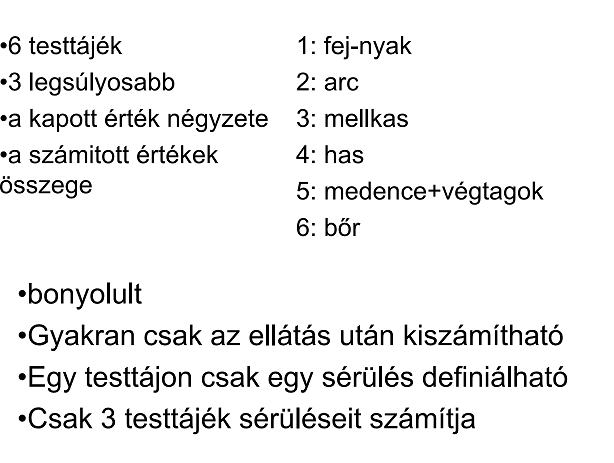 •6 testtájék
•3 legsúlyosabb
•a kapott érték négyzete
•a számitott értékek
összege
1: fej-nyak
2: arc
3: mellkas
4: has
5: medence+végtagok
6: bőr
•bonyolult
•Gyakran csak az ellátás után kiszámítható
•Egy testtájon csak egy sérülés definiálható
•Csak 3 testtájék sérüléseit számítja